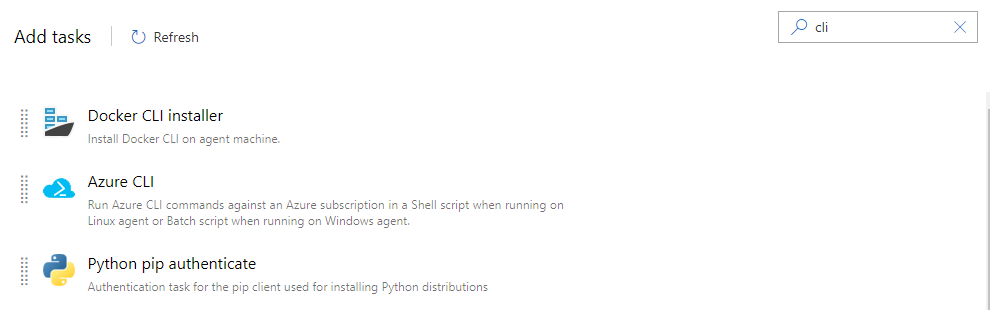 Add tasks
Refresh
cli
Docker CLI installer
Install Docker CLI on agent machine.
Azure CLI
Run Azure CLI commands against an Azure subscription in a Shell script when running on
Linux agent or Batch script when running on Windows agent.
Python pip authenticate
Authentication task for the pip client used for installing Python distributions